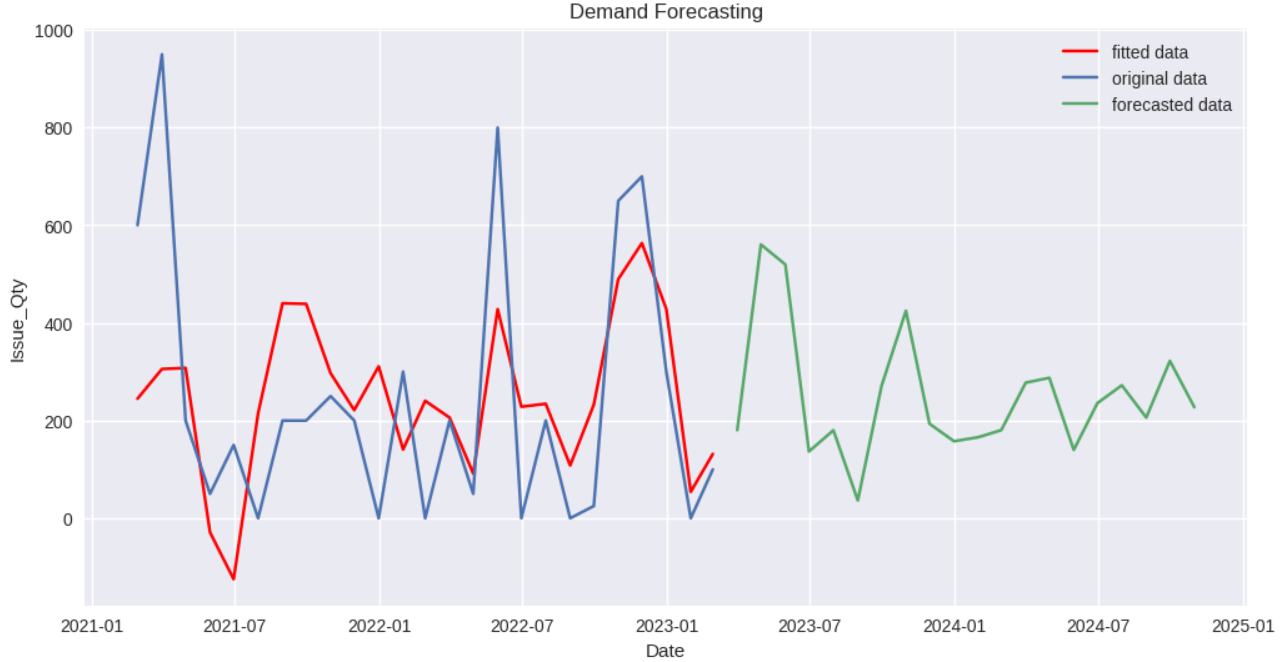 Demand Forecasting
1000
800
600
400
200
0
Issue_Qty
fitted data
original data
forecasted data
2021-01 2021-07 2022-01 2022-07 2023-01 2023-07 2024-01 2024-07 2025-01
Date